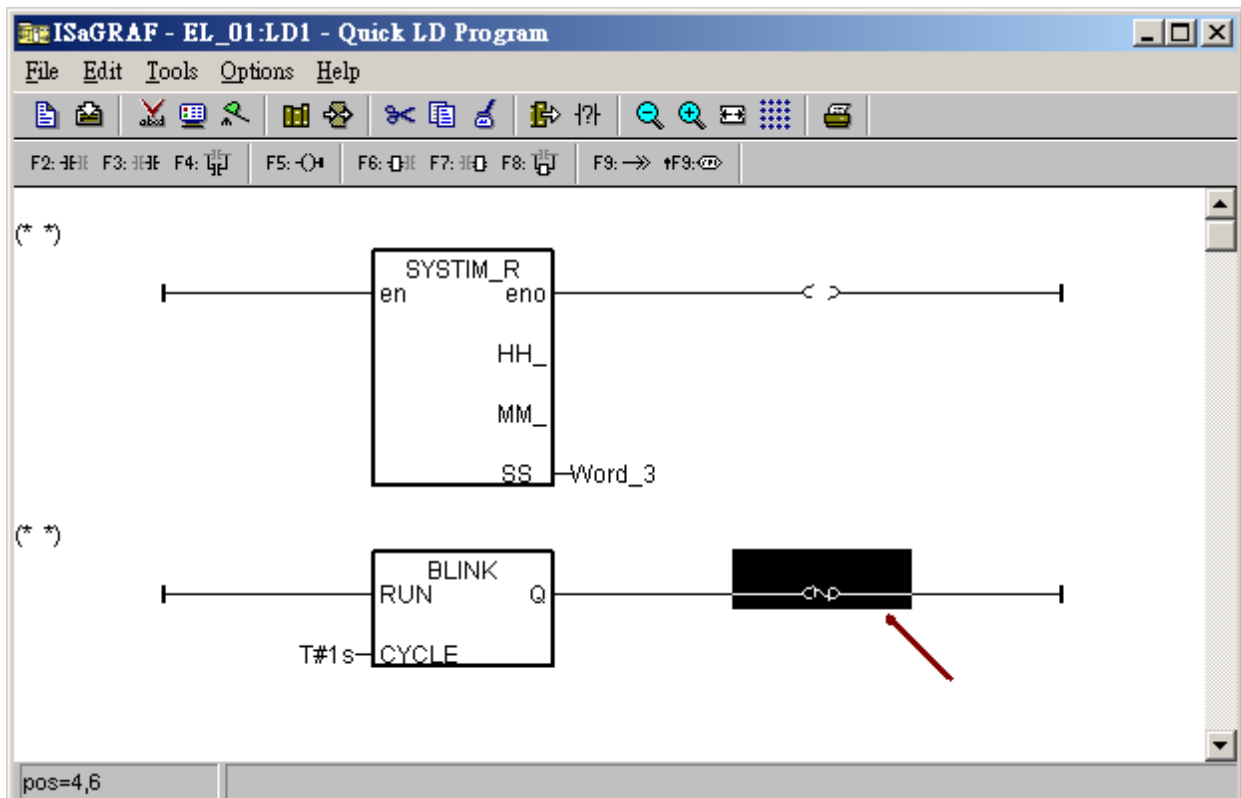 ISaGRAF - EL_01:LD1 - Quick LD Program
File Edit Tools Options Help
F2: F3: F4: F5: F6: F7: F8: F9: F9:
(* *)
SYSTIM_R
en eno
HH_
MM_
SS_ Word_3
(* *)
BLINK
RUN Q
T#1s CYCLE
N
pos=4,6